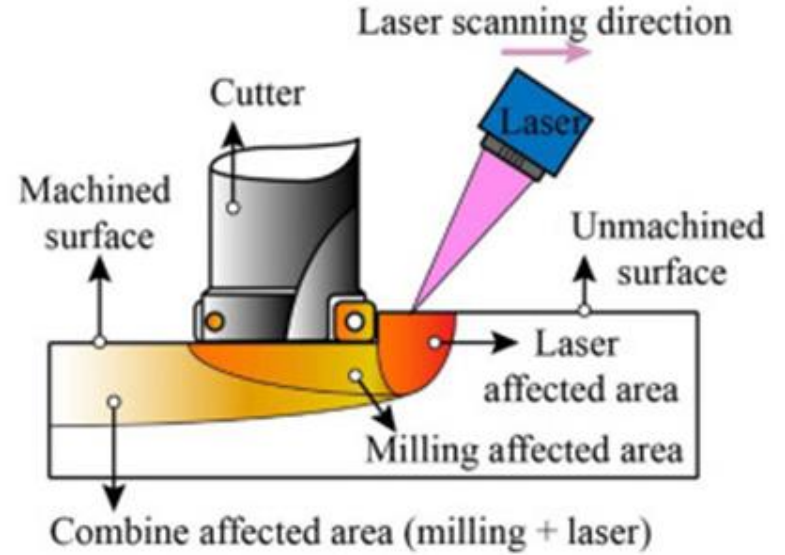 Laser scanning direction
Cutter
Laser
Machined
surface
Unmachined
surface
Laser
affected area
Milling affected area
Combine affected area (milling + laser)